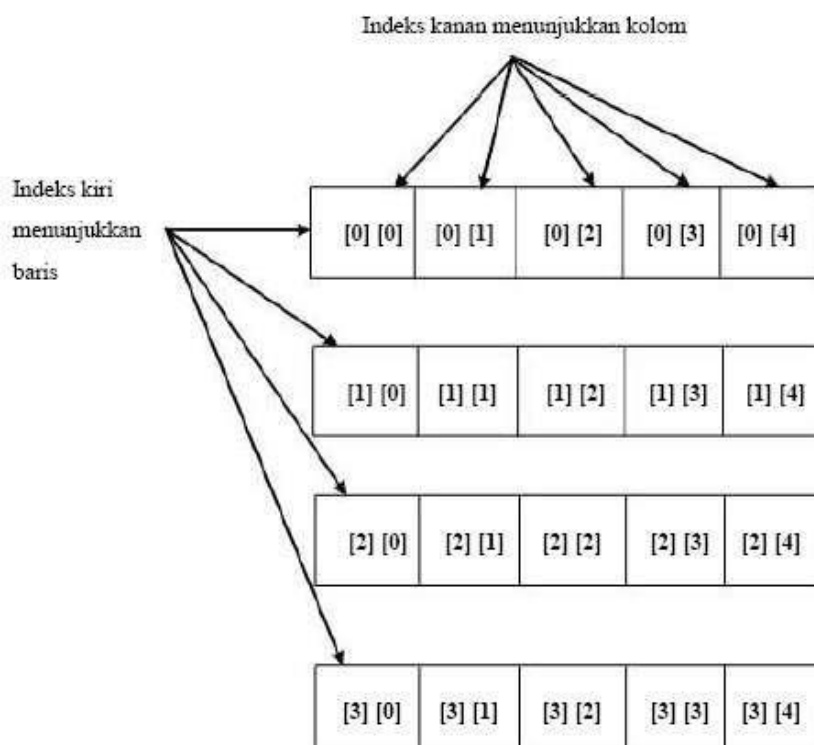 Indeks kanan menunjukkan kolom
Indeks kiri
menunjukkan
baris
[0] [0] [0] [1] [0] [2] [0] [3] [0] [4]
[1] [0] [1] [1] [1] [2] [1] [3] [1] [4]
[2] [0] [2] [1] [2] [2] [2] [3] [2] [4]
[3] [0] [3] [1] [3] [2] [3] [3] [3] [4]